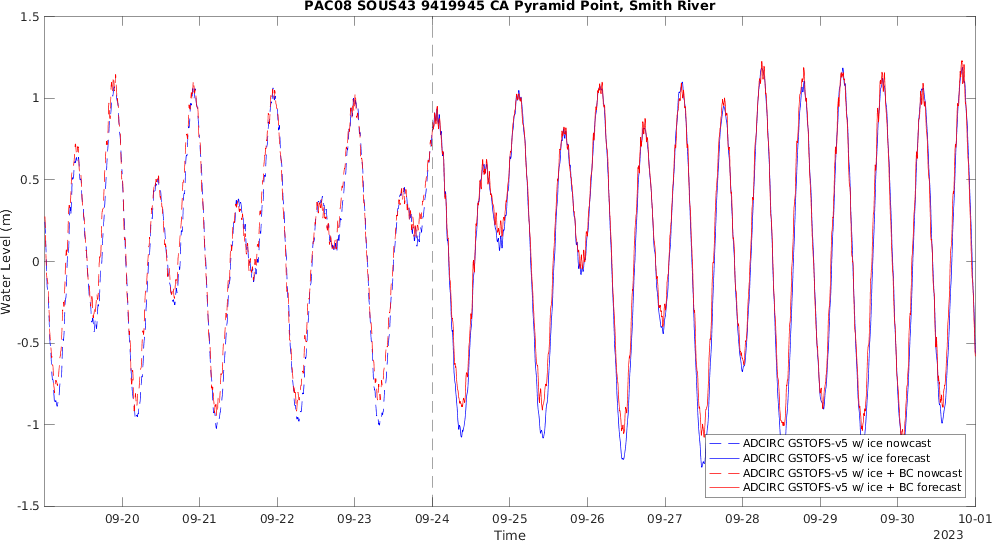 PAC08 SOUS43 9419945 CA Pyramid Point, Smith River
1.5
1
0.5
0
-0.5
-1
-1.5
Water Level (m)
09-20
09-21
09-22
09-23
09-24
09-25
09-26
09-27
09-28
09-29
09-30
10-01
2023
Time
ADCIRC GSTOFS-v5 w/ ice nowcast
ADCIRC GSTOFS-v5 w/ ice forecast
ADCIRC GSTOFS-v5 w/ ice + BC nowcast
ADCIRC GSTOFS-v5 w/ ice + BC forecast